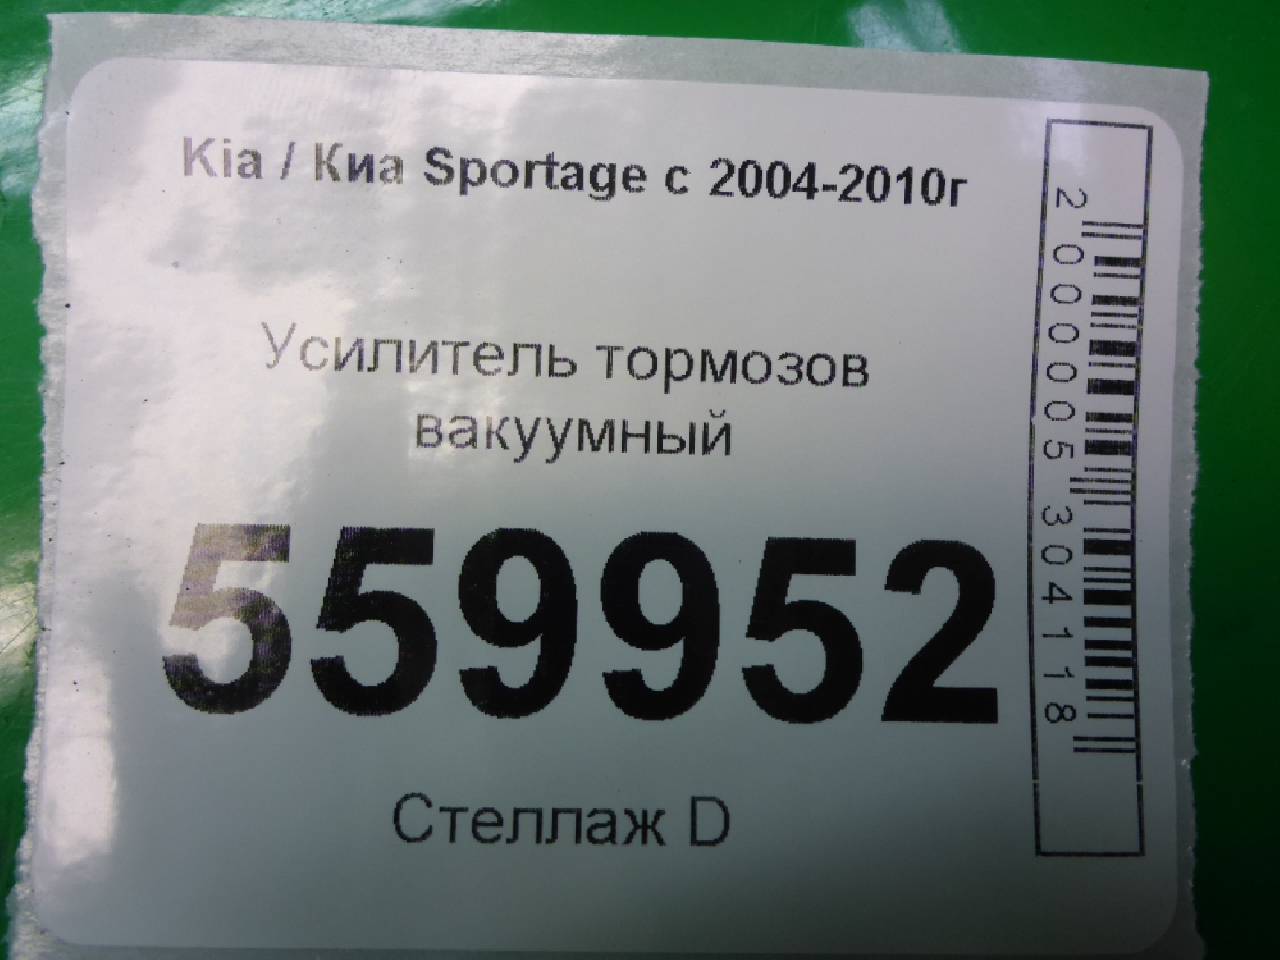 Kia / Киа Sportage с 2004-2010г
Усилитель тормозов
вакуумный
559952
Стеллаж D
2000005304118